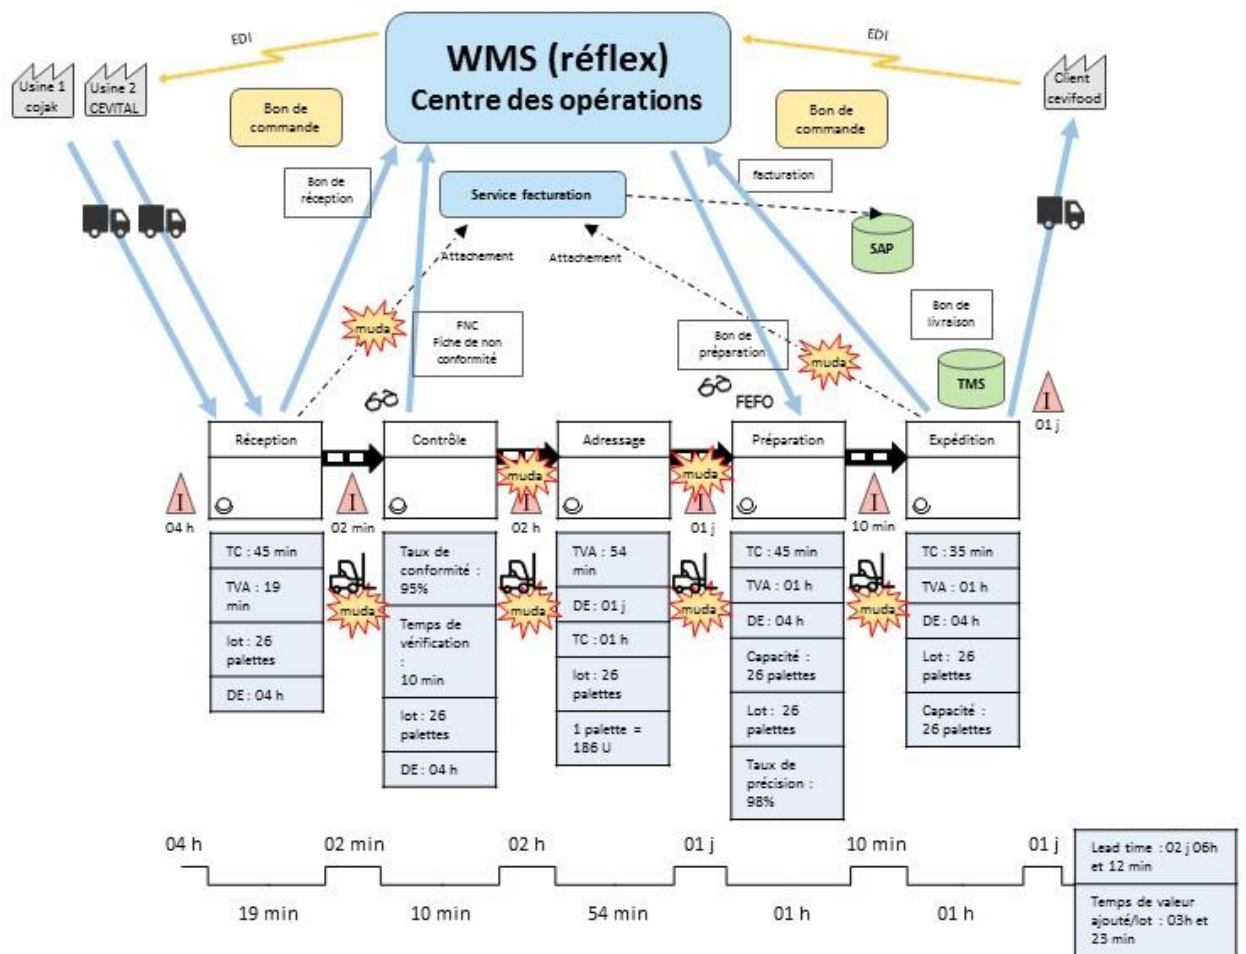 EDI
WMS (réflex)
Centre des opérations
EDI
Usine 1
cojak
Usine 2
CEVITAL
Client
cevifood
Bon de
commande
Bon de
commande
Bon de
réception
Service facturation
facturation
SAP
Attachement
Attachement
muda
FNC
Fiche de non
conformité
Bon de
préparation
muda
Bon de
livraison
TMS
FEFO
I
01 j
Réception
Contrôle
Adressage
Préparation
Expédition
muda
muda
I
04 h
I
02 min
I
02 h
I
01 j
I
10 min
muda
muda
muda
muda
TC : 45 min
TVA : 19
min
lot : 26
palettes
DE : 04 h
Taux de
conformité :
95%
Temps de
vérification
:
10 min
lot : 26
palettes
DE : 04 h
TVA : 54
min
DE : 01 j
TC : 01 h
lot : 26
palettes
1 palette =
186 U
TC : 45 min
TVA : 01 h
DE : 04 h
Capacité :
26 palettes
Lot : 26
palettes
Taux de
précision :
98%
TC : 35 min
TVA : 01 h
DE : 04 h
Lot : 26
palettes
Capacité :
26 palettes
04 h
02 min
02 h
01 j
10 min
01 j
19 min
10 min
54 min
01 h
01 h
Lead time : 02 j 06h
et 12 min
Temps de valeur
ajouté/lot : 03h et
23 min